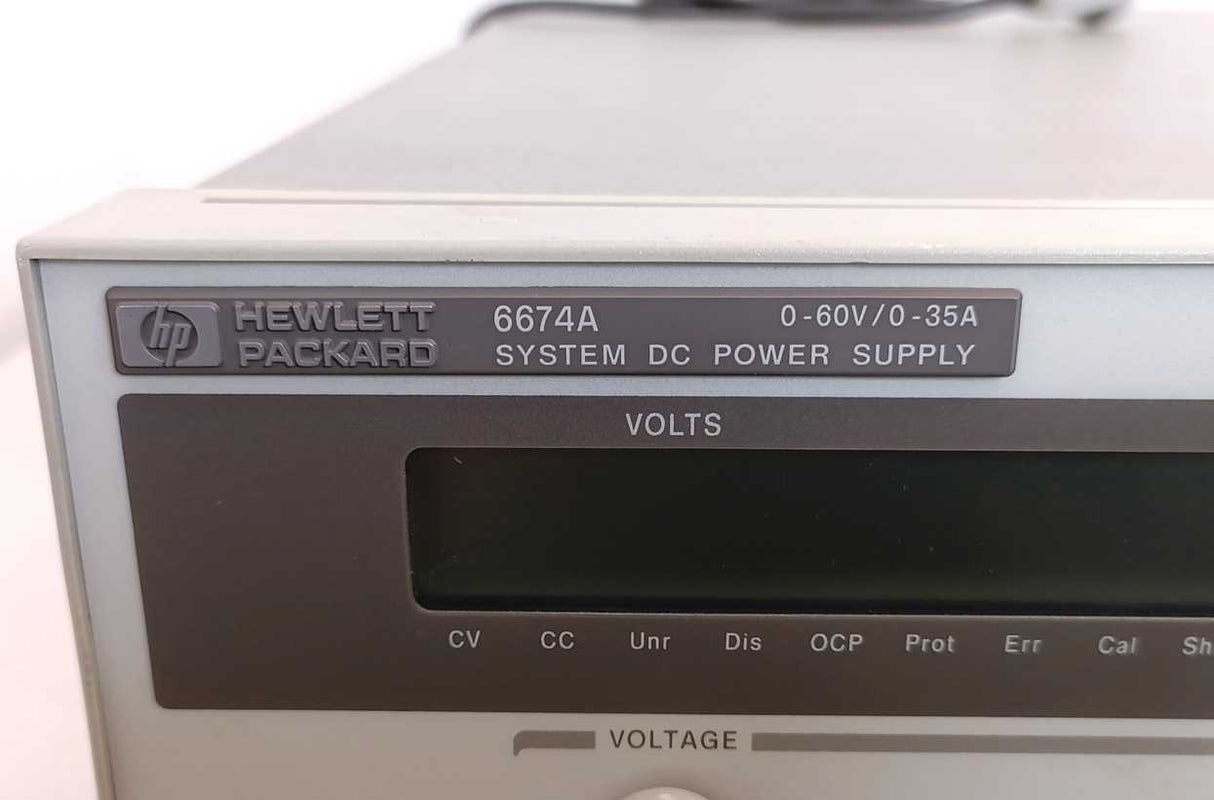 hp HEWLETT PACKARD
6674A 0-60V/0-35A
SYSTEM DC POWER SUPPLY
VOLTS
CV CC Unr Dis OCP Prot Err Cal Sh
VOLTAGE